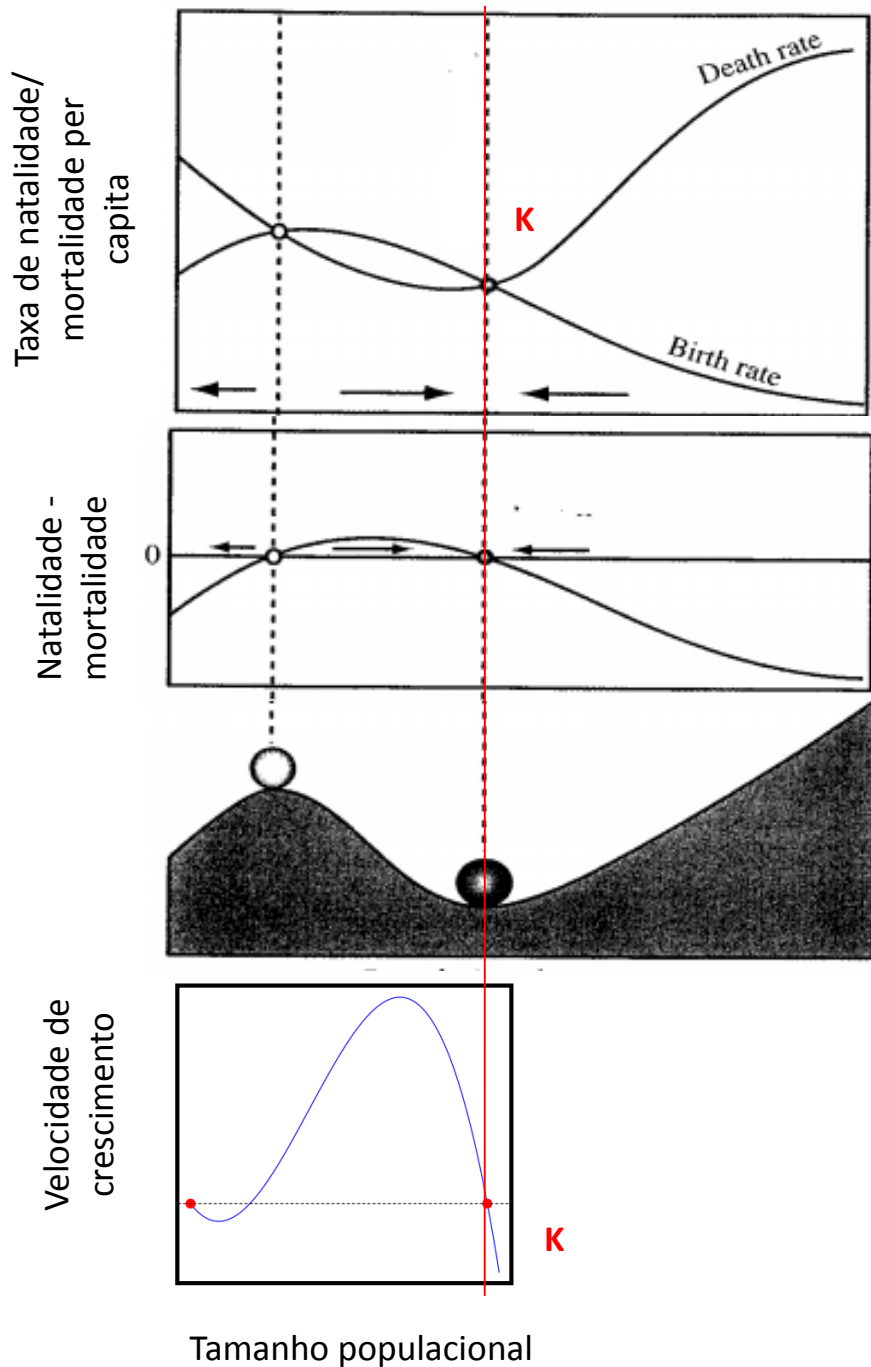 Taxa de natalidade/
mortalidade per
capita
Death rate
K
Birth rate
Natalidade -
mortalidade
0
Velocidade de
crescimento
K
Tamanho populacional